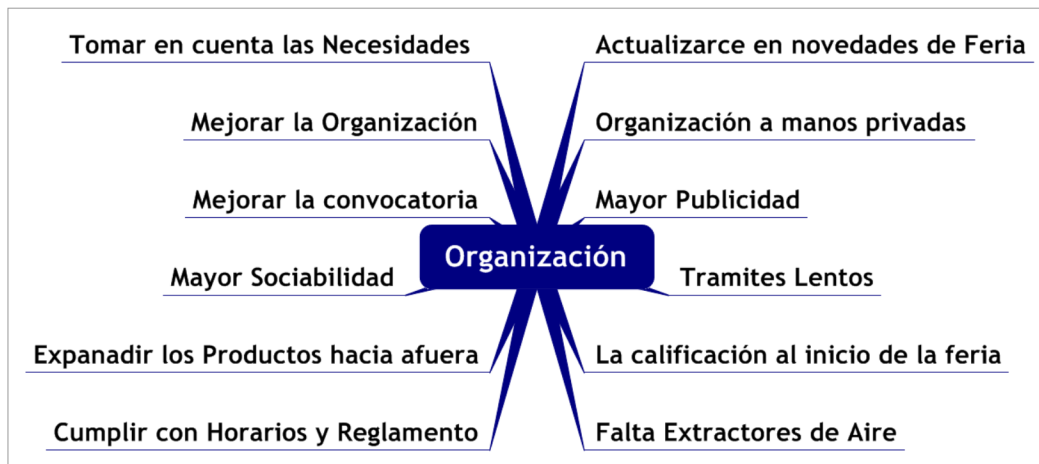 Tomar en cuenta las Necesidades
Actualizarce en novedades de Feria
Mejorar la Organización
Organización a manos privadas
Mejorar la convocatoria
Mayor Publicidad
Organización
Mayor Sociabilidad
Tramites Lentos
Expanadir los Productos hacia afuera
La calificación al inicio de la feria
Cumplir con Horarios y Reglamento
Falta Extractores de Aire